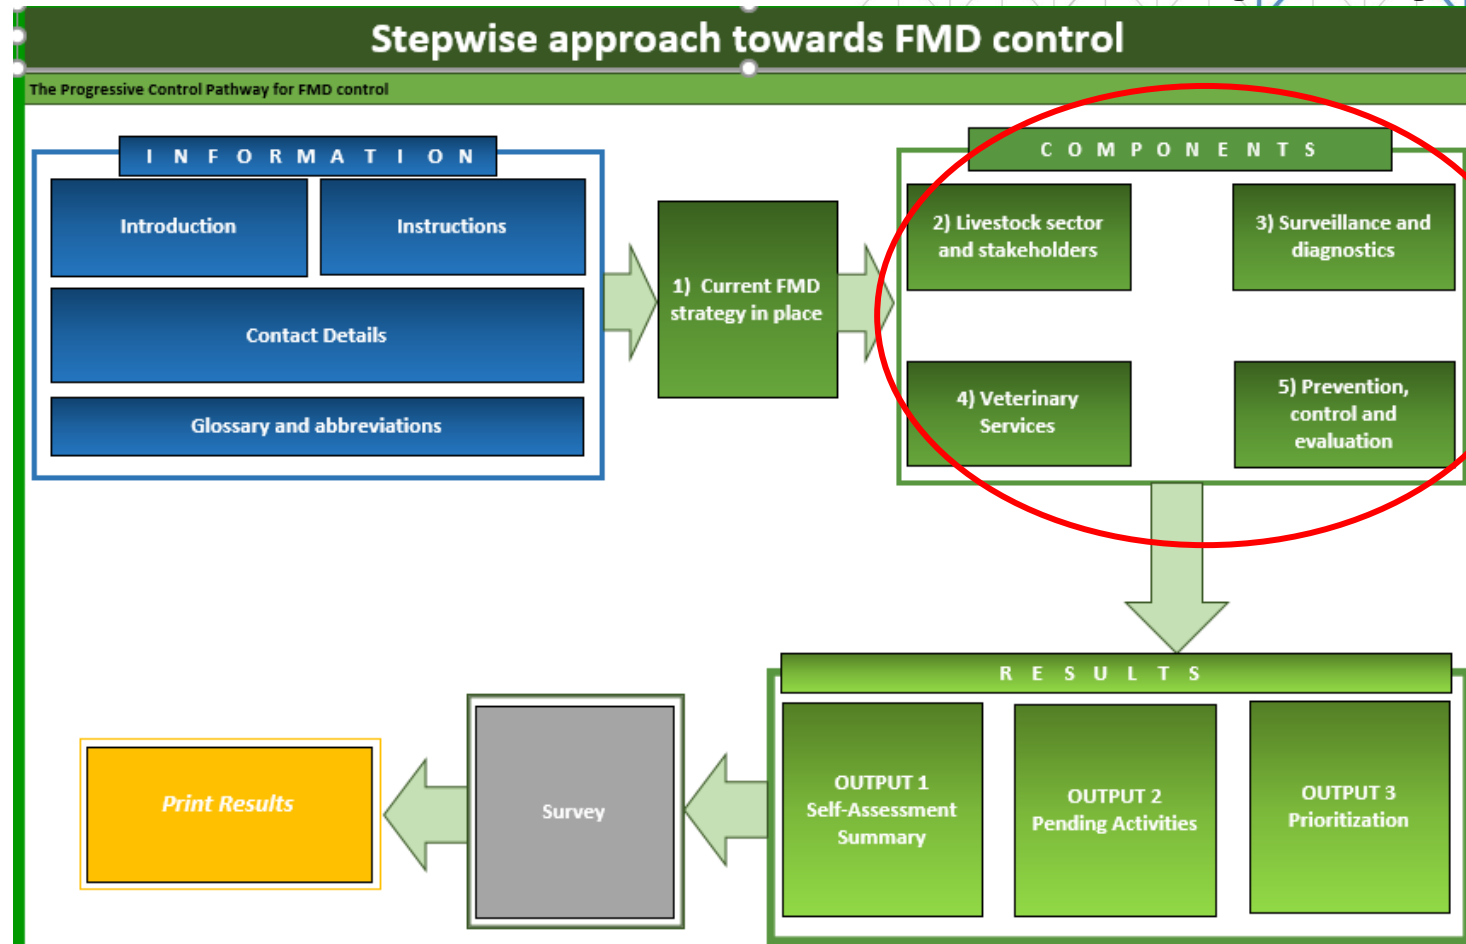 Stepwise approach towards FMD control
The Progressive Control Pathway for FMD control
INFORMATION
Introduction
Instructions
Contact Details
Glossary and abbreviations
1) Current FMD
strategy in place
COMPONENTS
2) Livestock sector
and stakeholders
3) Surveillance and
diagnostics
4) Veterinary
Services
5) Prevention,
control and
evaluation
RESULTS
OUTPUT 1
Self-Assessment
Summary
OUTPUT 2
Pending Activities
OUTPUT 3
Prioritization
Survey
Print Results